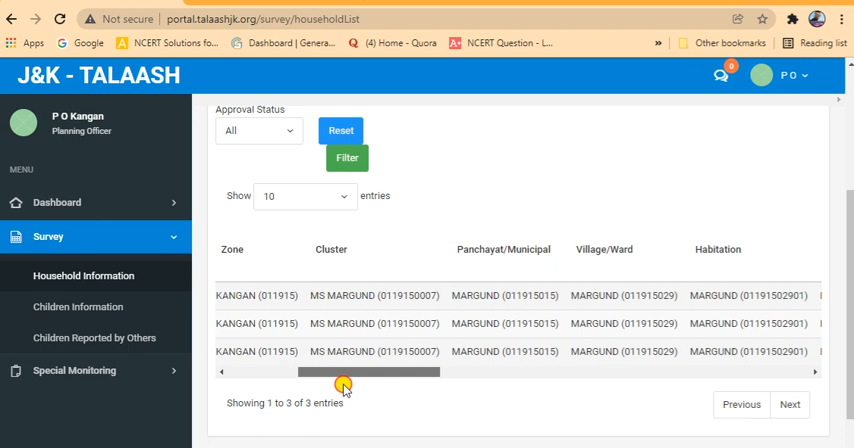 Not secure | portal.talaashjk.org/survey/householdList
Apps Google NCERT Solutions fo... Dashboard | Genera... (4) Home - Quora NCERT Question - L... » Other bookmarks Reading list
J&K - TALAASH 0 P O
P O Kangan
Planning Officer
MENU
Dashboard
Survey
Household Information
Children Information
Children Reported by Others
Special Monitoring
Approval Status
All Reset
Filter
Show 10 entries
Zone Cluster Panchayat/Municipal Village/Ward Habitation
KANGAN (011915) MS MARGUND (0119150007) MARGUND (011915015) MARGUND (011915029) MARGUND (01191502901)
KANGAN (011915) MS MARGUND (0119150007) MARGUND (011915015) MARGUND (011915029) MARGUND (01191502901)
KANGAN (011915) MS MARGUND (0119150007) MARGUND (011915015) MARGUND (011915029) MARGUND (01191502901)
Showing 1 to 3 of 3 entries Previous Next